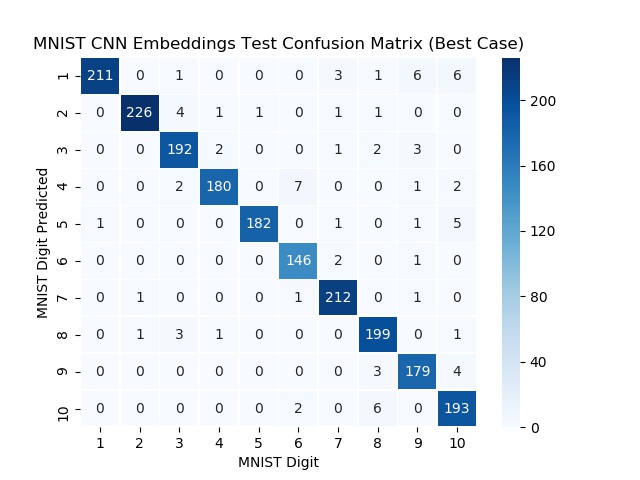 MNIST CNN Embeddings Test Confusion Matrix (Best Case)
MNIST Digit Predicted
1 211 0 1 0 0 0 3 1 6 6
2 0 226 4 1 1 0 1 1 0 0
3 0 0 192 2 0 0 1 2 3 0
4 0 0 2 180 0 7 0 0 1 2
5 1 0 0 0 182 0 1 0 1 5
6 0 0 0 0 0 146 2 0 1 0
7 0 1 0 0 0 1 212 0 1 0
8 0 1 3 1 0 0 0 199 0 1
9 0 0 0 0 0 0 0 3 179 4
10 0 0 0 0 0 2 0 6 0 193
1 2 3 4 5 6 7 8 9 10
MNIST Digit
200
160
120
80
40
0